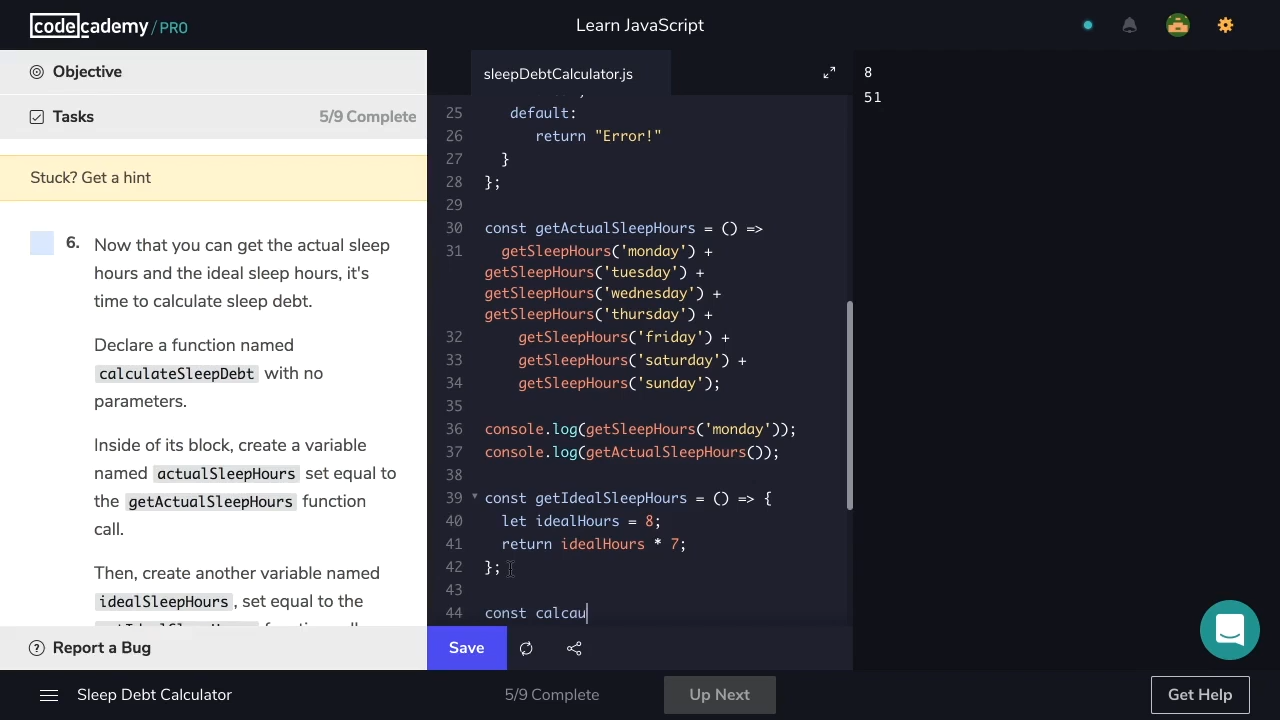 codecademy/PRO
Learn JavaScript
Objective
Tasks 5/9 Complete
Stuck? Get a hint
6. Now that you can get the actual sleep
hours and the ideal sleep hours, it's
time to calculate sleep debt.
Declare a function named
calculateSleepDebt with no
parameters.
Inside of its block, create a variable
named actualSleepHours set equal to
the getActualSleepHours function
call.
Then, create another variable named
idealSleepHours, set equal to the
Report a Bug
sleepDebtCalculator.js
25 default:
26 return "Error!"
27 }
28 };
29
30 const getActualSleepHours = () =>
31 getSleepHours('monday') +
getSleepHours('tuesday') +
getSleepHours('wednesday') +
getSleepHours('thursday') +
32 getSleepHours('friday') +
33 getSleepHours('saturday') +
34 getSleepHours('sunday');
35
36 console.log(getSleepHours('monday'));
37 console.log(getActualSleepHours());
38
39 const getIdealSleepHours = () => {
40 let idealHours = 8;
41 return idealHours * 7;
42 };
43
44 const calcau
Save
8
51
Sleep Debt Calculator
5/9 Complete
Up Next
Get Help